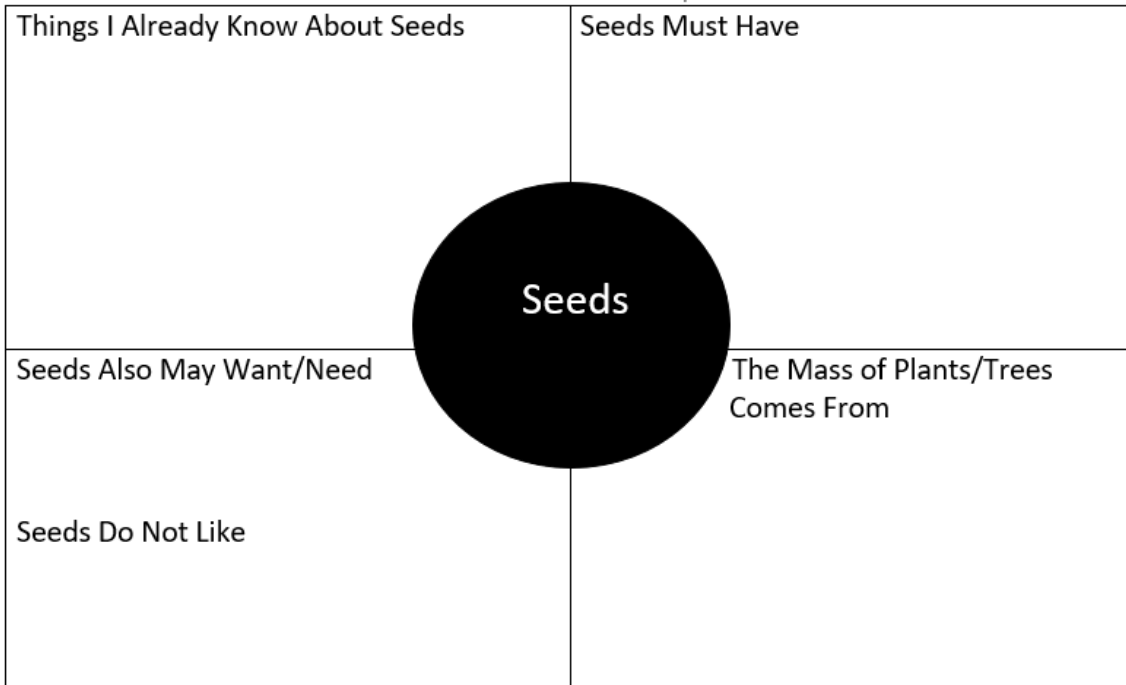 Things I Already Know About Seeds
Seeds Must Have
Seeds
Seeds Also May Want/Need
Seeds Do Not Like
The Mass of Plants/Trees
Comes From